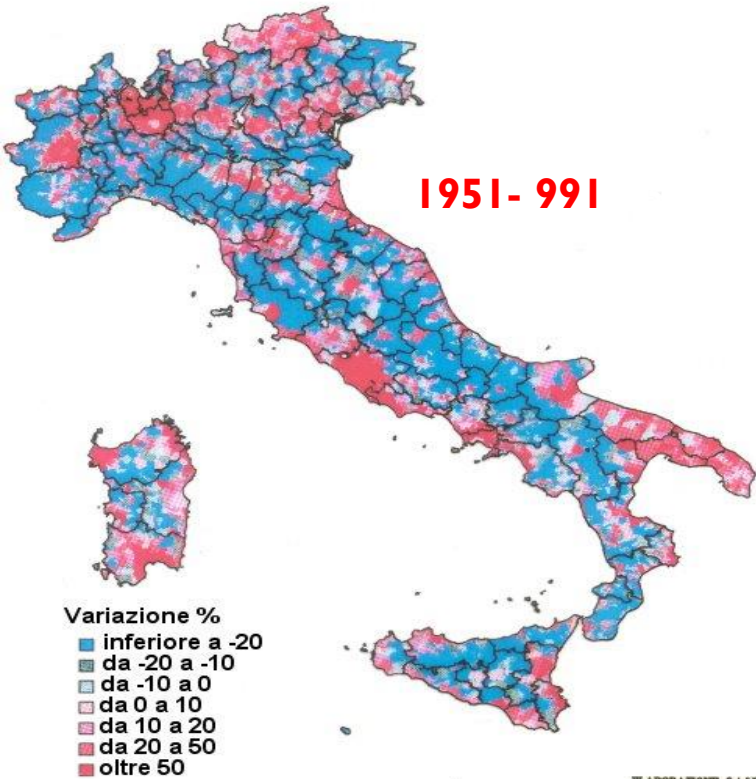 1951- 991
Variazione %
inferiore a -20
da -20 a -10
da -10 a 0
da 0 a 10
da 10 a 20
da 20 a 50
oltre 50